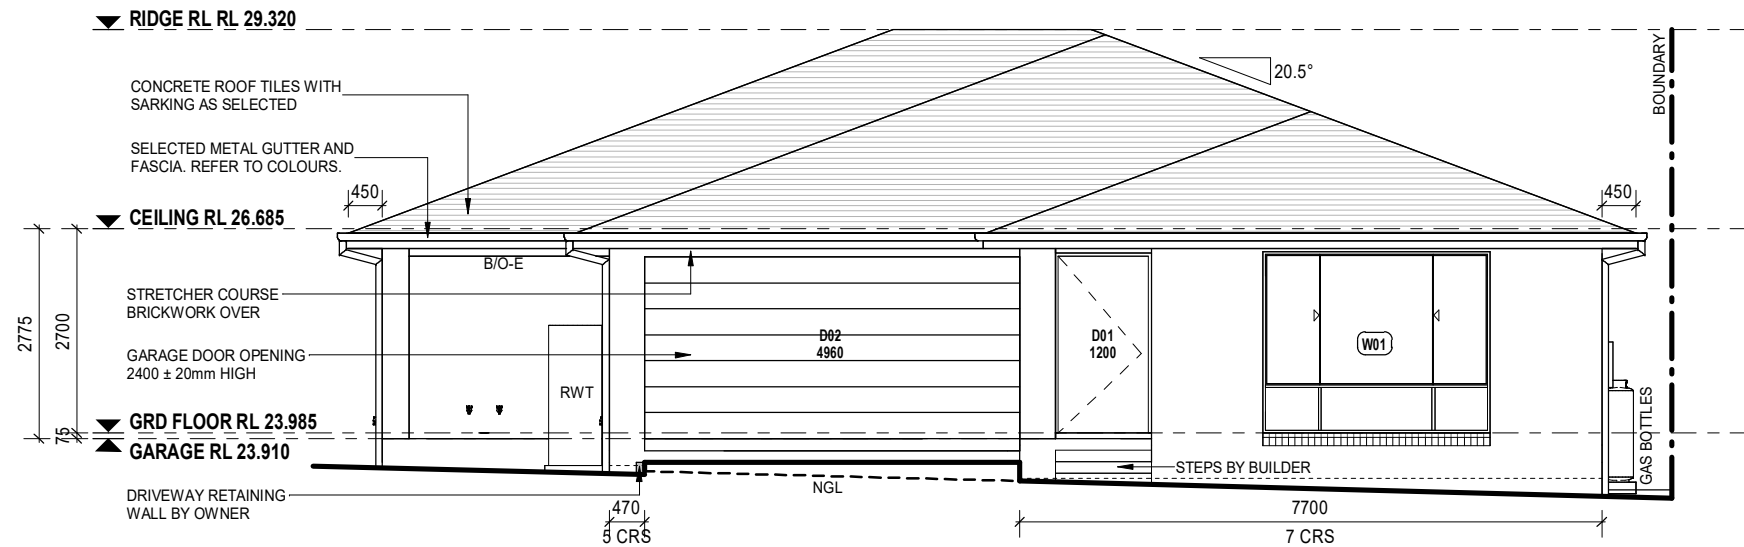 RIDGE RL RL 29.320
20.5°
BOUNDARY
CONCRETE ROOF TILES WITH
SARKING AS SELECTED
SELECTED METAL GUTTER AND
FASCIA. REFER TO COLOURS.
450
450
CEILING RL 26.685
B/O-E
STRETCHER COURSE
BRICKWORK OVER
2775
2700
D02
4960
D01
1200
W01
GARAGE DOOR OPENING
2400 ± 20mm HIGH
RWT
GRD FLOOR RL 23.985
75
GARAGE RL 23.910
GAS BOTTLES
STEPS BY BUILDER
NGL
DRIVEWAY RETAINING
WALL BY OWNER
470
5 CRS
7700
7 CRS